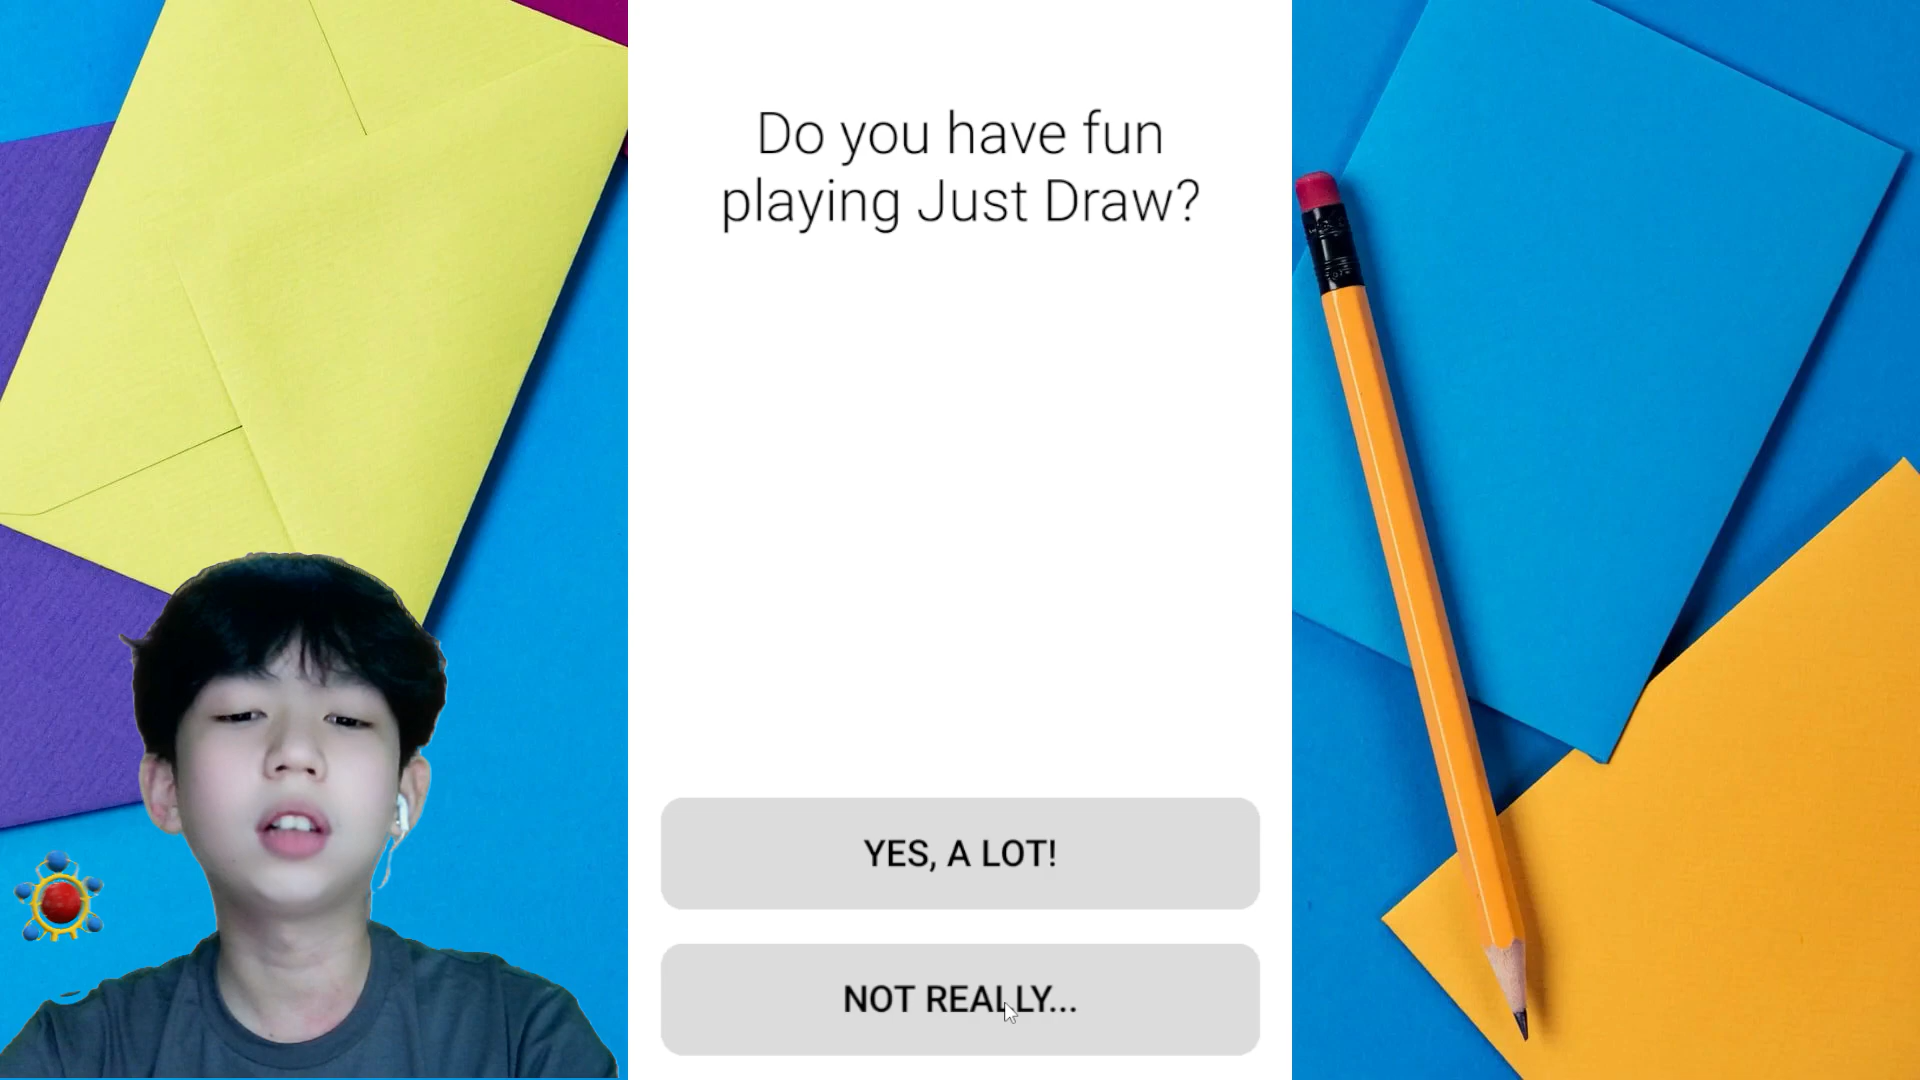 Do you have fun
playing Just Draw?
YES, A LOT!
NOT REALLY...